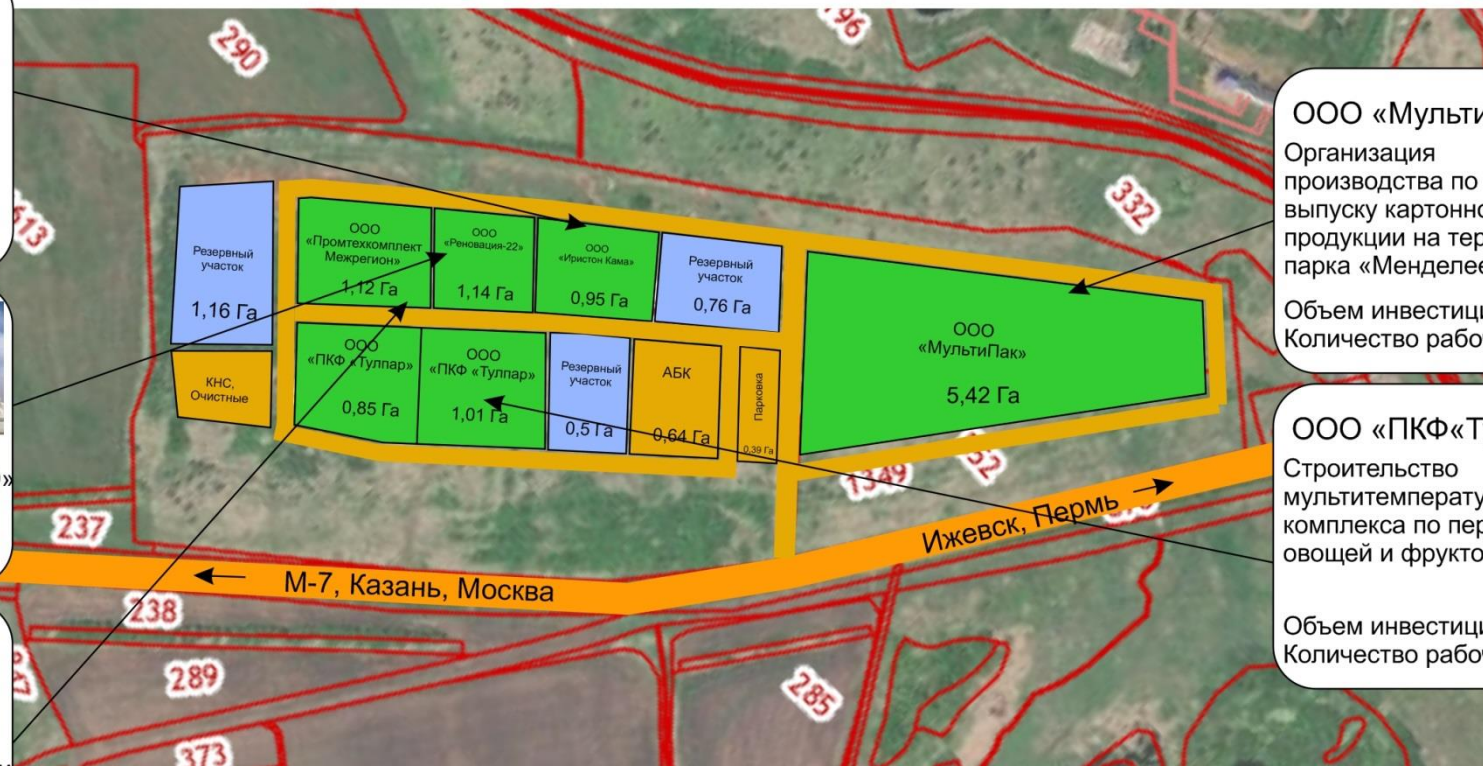 290
796
332
613
ООО «Мульти
Организация
производства по
выпуску картонно
продукции на тер
парка «Менделее
Объем инвестици
Количество рабо
Резервный
участок
1,16 Га
ООО
«Промтехкомплект
Межрегион»
1,12 Га
ООО
«Реновация-22»
1,14 Га
ООО
«Иристон Кама»
0,95 Га
Резервный
участок
0,76 Га
ООО
«МультиПак»
5,42 Га
КНС,
Очистные
ООО
«ПКФ «Тулпар»
0,85 Га
ООО
«ПКФ «Тулпар»
1,01 Га
Резервный
участок
0,5 Га
АБК
0,64 Га
Парковка
0,39 Га
ООО «ПКФ«Т
Строительство
мультитемперату
комплекса по пер
овощей и фрукто
Объем инвестици
Количество рабо
»
1349
237
Ижевск, Пермь
М-7, Казань, Москва
238
289
285
373